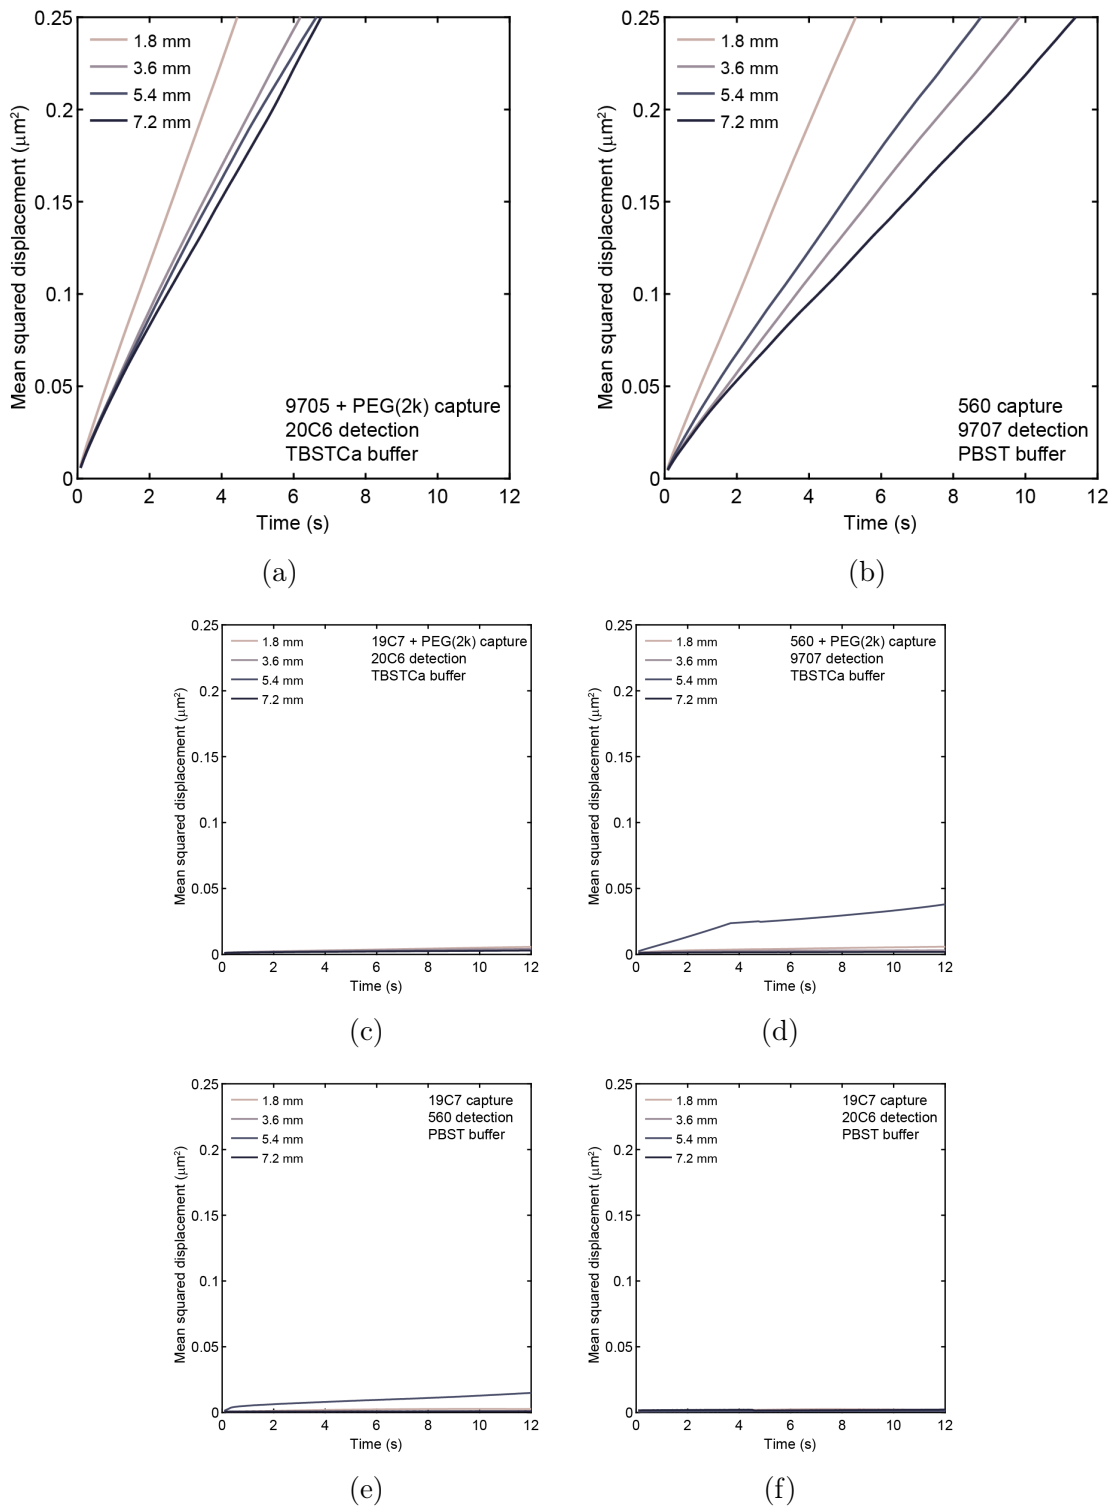 0.25
0.2
0.15
0.1
0.05
0
0
2
4
6
8
10
12
Mean squared displacement (μm²)
Time (s)
1.8 mm
3.6 mm
5.4 mm
7.2 mm
9705 + PEG(2k) capture
20C6 detection
TBSTCa buffer
(a)
0.25
0.2
0.15
0.1
0.05
0
0
2
4
6
8
10
12
Mean squared displacement (μm²)
Time (s)
1.8 mm
3.6 mm
5.4 mm
7.2 mm
560 capture
9707 detection
PBST buffer
(b)
0.25
0.2
0.15
0.1
0.05
0
0
2
4
6
8
10
12
Mean squared displacement (μm²)
Time (s)
1.8 mm
3.6 mm
5.4 mm
7.2 mm
19C7 + PEG(2k) capture
20C6 detection
TBSTCa buffer
(c)
0.25
0.2
0.15
0.1
0.05
0
0
2
4
6
8
10
12
Mean squared displacement (μm²)
Time (s)
1.8 mm
3.6 mm
5.4 mm
7.2 mm
560 + PEG(2k) capture
9707 detection
TBSTCa buffer
(d)
0.25
0.2
0.15
0.1
0.05
0
0
2
4
6
8
10
12
Mean squared displacement (μm²)
Time (s)
1.8 mm
3.6 mm
5.4 mm
7.2 mm
19C7 capture
560 detection
PBST buffer
(e)
0.25
0.2
0.15
0.1
0.05
0
0
2
4
6
8
10
12
Mean squared displacement (μm²)
Time (s)
1.8 mm
3.6 mm
5.4 mm
7.2 mm
19C7 capture
20C6 detection
PBST buffer
(f)